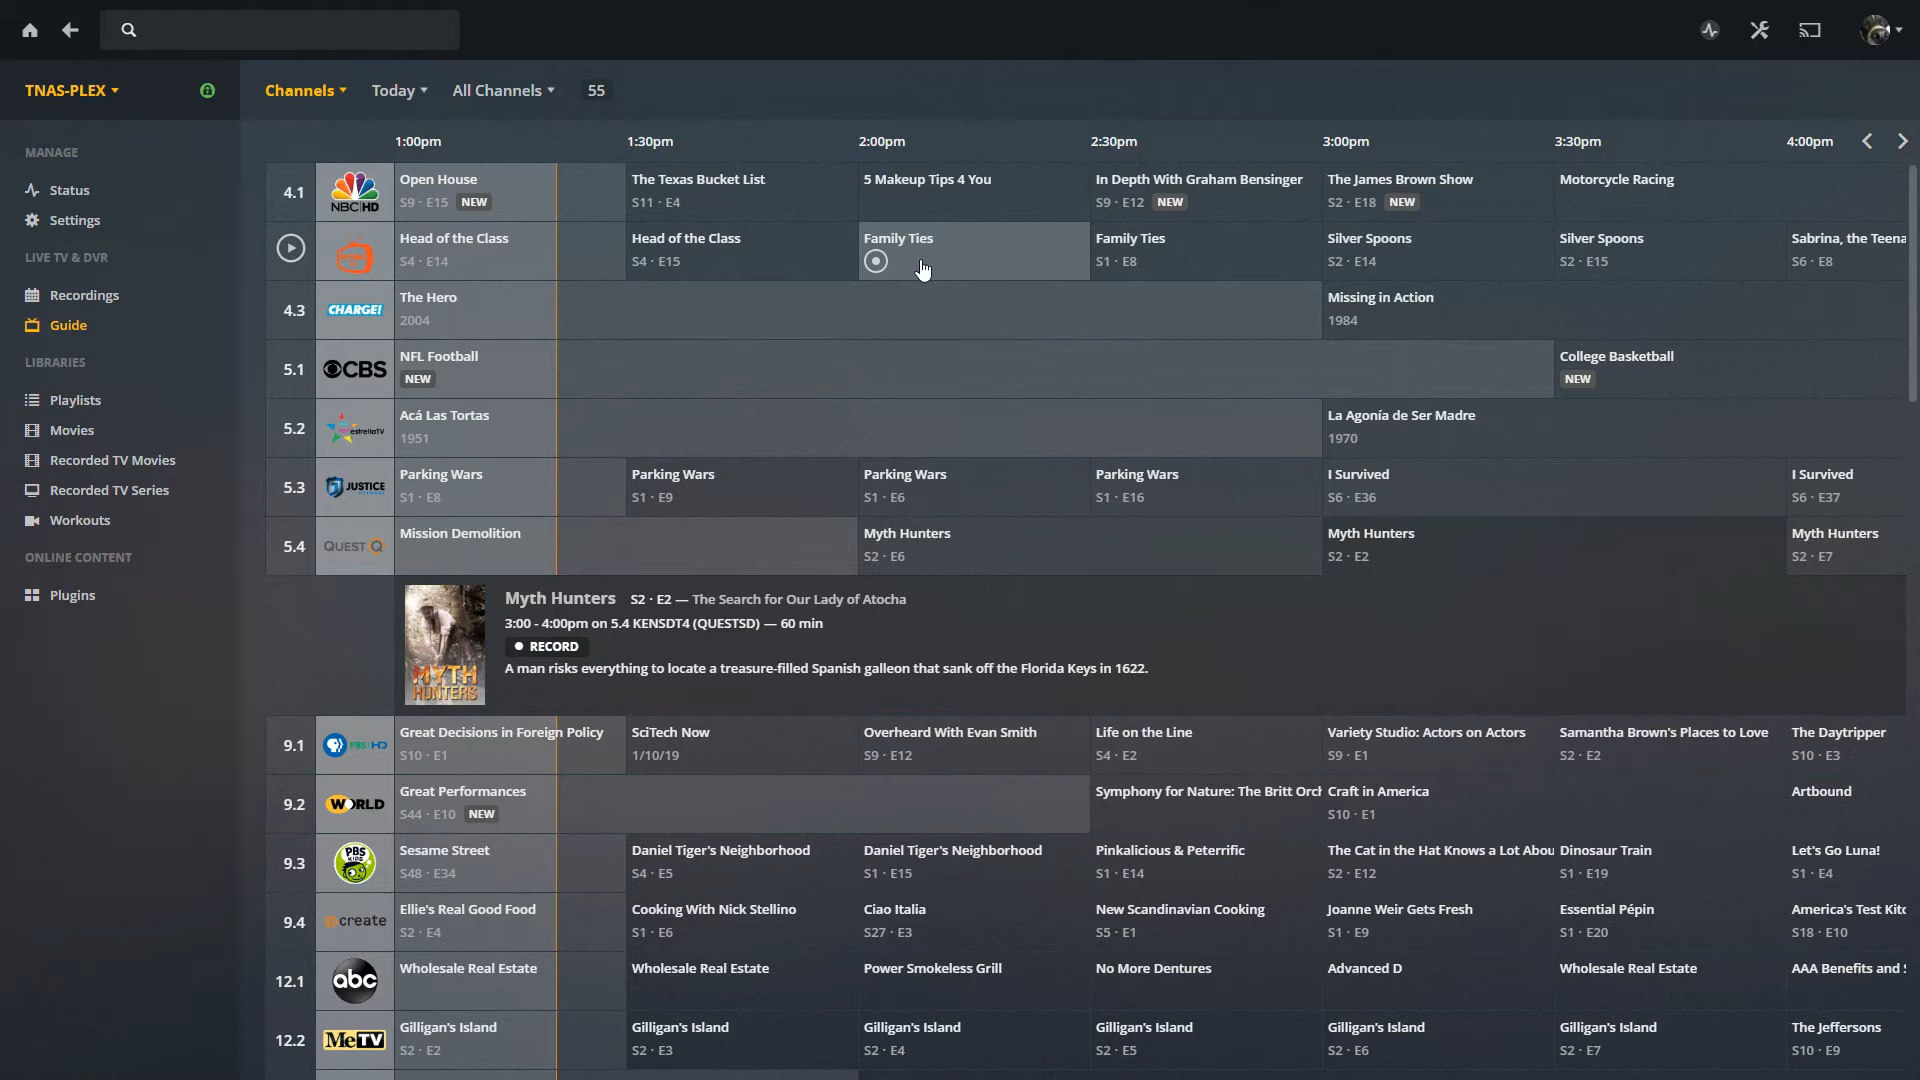 TNAS-PLEX
Channels
Today
All Channels
55
MANAGE
Status
Settings
LIVE TV & DVR
Recordings
Guide
LIBRARIES
Playlists
Movies
Recorded TV Movies
Recorded TV Series
Workouts
ONLINE CONTENT
Plugins
1:00pm 1:30pm 2:00pm 2:30pm 3:00pm 3:30pm 4:00pm
4.1 NBC HD
Open House The Texas Bucket List 5 Makeup Tips 4 You In Depth With Graham Bensinger The James Brown Show Motorcycle Racing
S9 · E15 NEW S11 · E4 S9 · E12 NEW S2 · E18 NEW
Head of the Class Head of the Class Family Ties Family Ties Silver Spoons Silver Spoons Sabrina, the Teena
S4 · E14 S4 · E15 S1 · E8 S2 · E14 S2 · E15 S6 · E8
4.3 CHARGE!
The Hero Missing in Action
2004 1984
5.1 CBS
NFL Football College Basketball
NEW NEW
5.2 estrellaTV
Acá Las Tortas La Agonía de Ser Madre
1951 1970
5.3 JUSTICE
Parking Wars Parking Wars Parking Wars Parking Wars I Survived I Survived
S1 · E8 S1 · E9 S1 · E6 S1 · E16 S6 · E36 S6 · E37
5.4 QUEST Q
Mission Demolition Myth Hunters Myth Hunters Myth Hunters
S2 · E6 S2 · E2 S2 · E7
MYTH
HUNTERS
Myth Hunters S2 · E2 — The Search for Our Lady of Atocha
3:00 - 4:00pm on 5.4 KENSDT4 (QUESTSD) — 60 min
RECORD
A man risks everything to locate a treasure-filled Spanish galleon that sank off the Florida Keys in 1622.
9.1 PBS HD
Great Decisions in Foreign Policy SciTech Now Overheard With Evan Smith Life on the Line Variety Studio: Actors on Actors Samantha Brown's Places to Love The Daytripper
S10 · E1 1/10/19 S9 · E12 S4 · E2 S9 · E1 S2 · E2 S10 · E3
9.2 WORLD
Great Performances Symphony for Nature: The Britt Orch Craft in America Artbound
S44 · E10 NEW S10 · E1
9.3 PBS KIDS
Sesame Street Daniel Tiger's Neighborhood Daniel Tiger's Neighborhood Pinkalicious & Peterrific The Cat in the Hat Knows a Lot Abou Dinosaur Train Let's Go Luna!
S48 · E34 S4 · E5 S1 · E15 S1 · E14 S2 · E12 S1 · E19 S1 · E4
9.4 create
Ellie's Real Good Food Cooking With Nick Stellino Ciao Italia New Scandinavian Cooking Joanne Weir Gets Fresh Essential Pépin America's Test Kitc
S2 · E4 S1 · E6 S27 · E3 S5 · E1 S1 · E9 S1 · E20 S18 · E10
12.1 abc
Wholesale Real Estate Wholesale Real Estate Power Smokeless Grill No More Dentures Advanced D Wholesale Real Estate AAA Benefits and
12.2 MeTV
Gilligan's Island Gilligan's Island Gilligan's Island Gilligan's Island Gilligan's Island Gilligan's Island The Jeffersons
S2 · E2 S2 · E3 S2 · E4 S2 · E5 S2 · E6 S2 · E7 S10 · E9